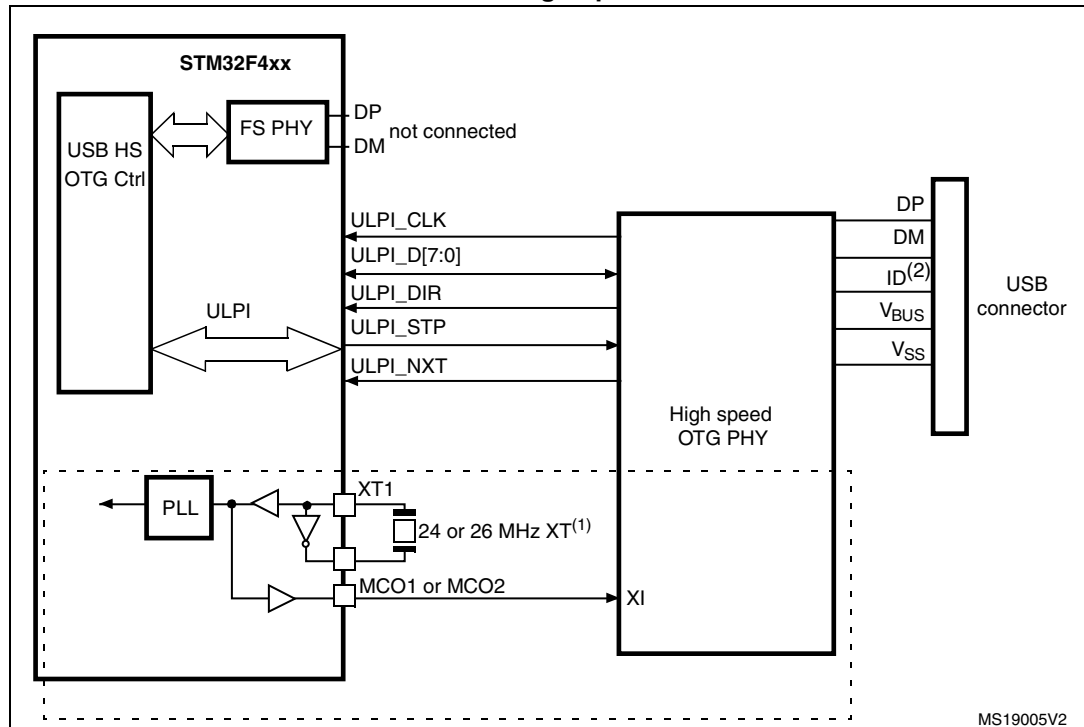 STM32F4xx
USB HS
OTG Ctrl
FS PHY
DP
DM
not connected
ULPI
ULPI_CLK
ULPI_D[7:0]
ULPI_DIR
ULPI_STP
ULPI_NXT
High speed
OTG PHY
DP
DM
ID(2)
VBUS
VSS
USB
connector
PLL
XT1
24 or 26 MHz XT(1)
MCO1 or MCO2
XI
MS19005V2